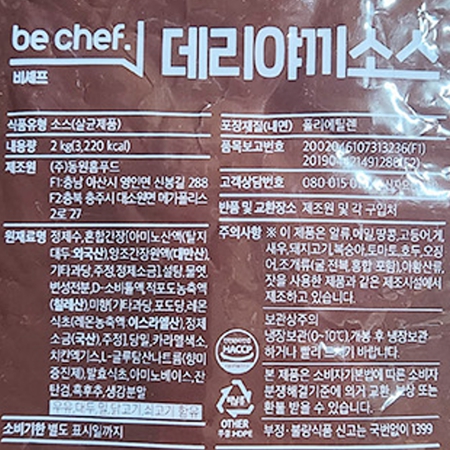 be chef.
비셰프
데리야끼소스
식품유형 소스(살균제품)
내용량 2 kg(3,220 kcal)
제조원 (주)동원홈푸드
F1:충남 아산시 영인면 신봉길 288
F2:충북 충주시 대소원면 메가폴리스
2로 27
원재료명 정제수,혼합간장[아미노산액(탈지
대두:외국산),양조간장원액(대만산),
기타과당,주정,정제소금],설탕,물엿,
변성전분,D-소비톨액,적포도농축액
(칠레산),미향[기타과당,포도당,레몬
식초(레몬농축액:이스라엘산),정제
소금(국산),주정],당밀,카라멜색소,
치킨엑기스,L-글루탐산나트륨(향미
증진제),발효식초,아미노베이스,잔
탄검,흑후추,생강분말
우유,대두,밀,닭고기,쇠고기 함유
소비기한 별도 표시일까지
포장재질(내면) 폴리에틸렌
품목보고번호 2002046107313236(F1)
201904621491288(F2)
고객상담번호 080-015-
반품 및 교환장소 제조원 및 각 구입처
주의사항 ※ 이 제품은 알류,메밀,땅콩,고등어,게,
새우,돼지고기,복숭아,토마토,호두,오징
어,조개류(굴,전복,홍합 포함),아황산류,
잣을 사용한 제품과 같은 제조시설에서
제조하고 있습니다.
보관상주의
냉장보관(0~10℃),개봉 후 냉장보관
하거나 빨리 드시기 바랍니다.
본 제품은 소비자기본법에 따른 소비자
분쟁해결기준에 의거 교환, 보상 또는
환불을 받을 수 있습니다.
부정·불량식품 신고는 국번없이 1399
HACCP
OTHER